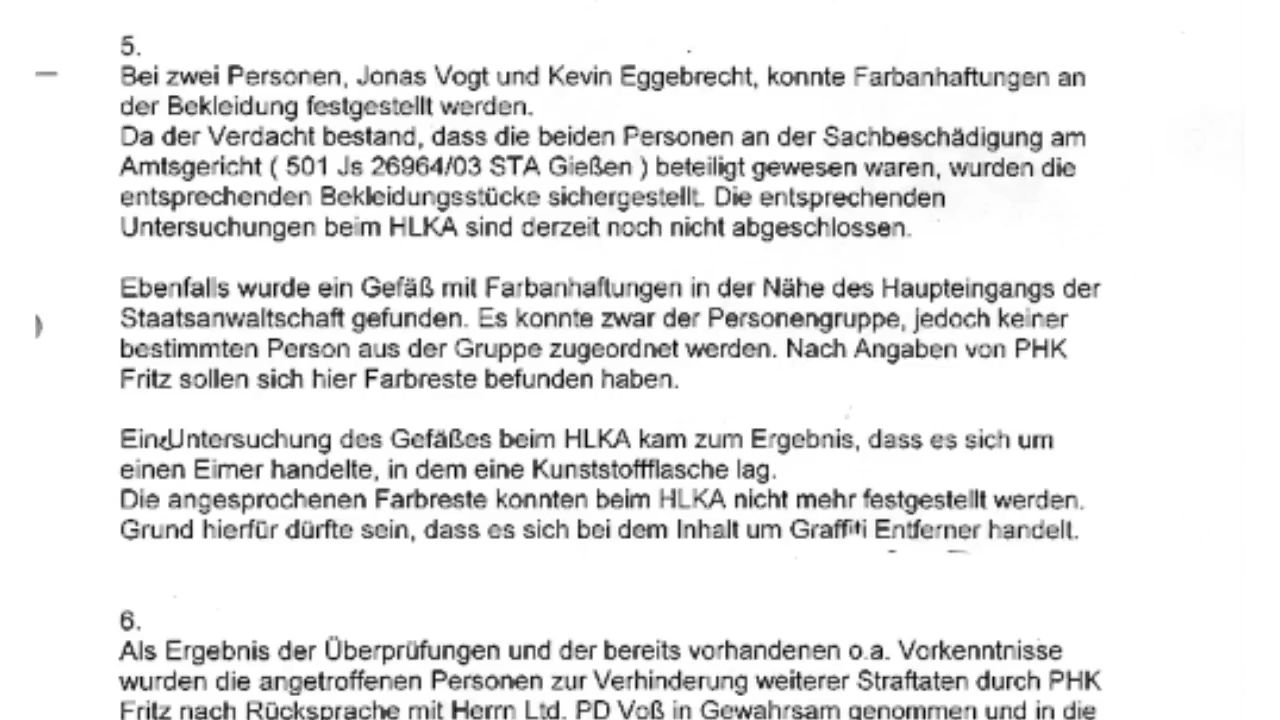 5.
Bei zwei Personen, Jonas Vogt und Kevin Eggebrecht, konnte Farbanhaftungen an
der Bekleidung festgestellt werden.
Da der Verdacht bestand, dass die beiden Personen an der Sachbeschädigung am
Amtsgericht ( 501 Js 26964/03 STA Gießen ) beteiligt gewesen waren, wurden die
entsprechenden Bekleidungsstücke sichergestellt. Die entsprechenden
Untersuchungen beim HLKA sind derzeit noch nicht abgeschlossen.
Ebenfalls wurde ein Gefäß mit Farbanhaftungen in der Nähe des Haupteingangs der
Staatsanwaltschaft gefunden. Es konnte zwar der Personengruppe, jedoch keiner
bestimmten Person aus der Gruppe zugeordnet werden. Nach Angaben von PHK
Fritz sollen sich hier Farbreste befunden haben.
Eine Untersuchung des Gefäßes beim HLKA kam zum Ergebnis, dass es sich um
einen Eimer handelte, in dem eine Kunststoffflasche lag.
Die angesprochenen Farbreste konnten beim HLKA nicht mehr festgestellt werden.
Grund hierfür dürfte sein, dass es sich bei dem Inhalt um Graffiti Entferner handelt.
6.
Als Ergebnis der Überprüfungen und der bereits vorhandenen o.a. Vorkenntnisse
wurden die angetroffenen Personen zur Verhinderung weiterer Straftaten durch PHK
Fritz nach Rücksprache mit Herrn Ltd. PD Voß in Gewahrsam genommen und in die